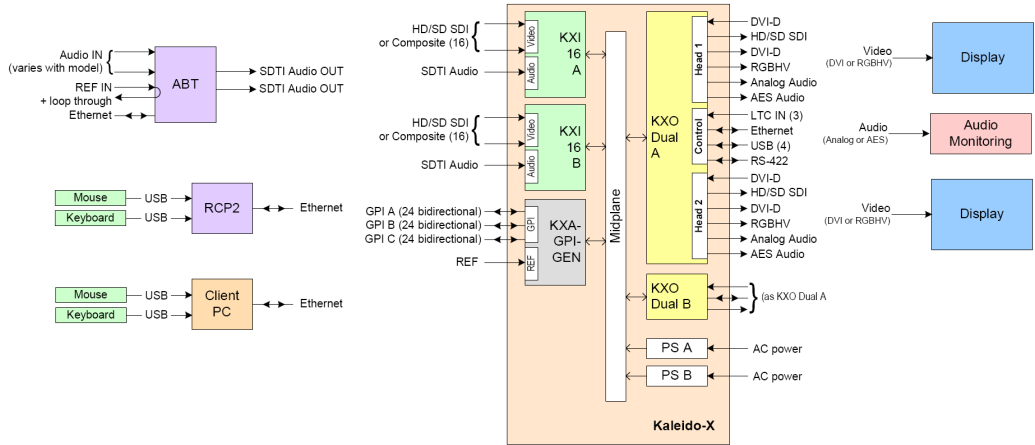 Audio IN
(varies with model)
REF IN
+ loop through
Ethernet
ABT
SDTI Audio OUT
SDTI Audio OUT
Mouse
Keyboard
USB
USB
RCP2
Ethernet
Mouse
Keyboard
USB
USB
Client
PC
Ethernet
HD/SD SDI
or Composite (16)
SDTI Audio
Video
Audio
KXI
16
A
HD/SD SDI
or Composite (16)
SDTI Audio
Video
Audio
KXI
16
B
GPI A (24 bidirectional)
GPI B (24 bidirectional)
GPI C (24 bidirectional)
REF
GPI
REF
KXA-
GPI-
GEN
Midplane
KXO
Dual
A
Head 1
Control
Head 2
DVI-D
HD/SD SDI
DVI-D
RGBHV
Analog Audio
AES Audio
LTC IN (3)
Ethernet
USB (4)
RS-422
DVI-D
HD/SD SDI
DVI-D
RGBHV
Analog Audio
AES Audio
KXO
Dual B
(as KXO Dual A
PS A
AC power
PS B
AC power
Kaleido-X
Video
(DVI or RGBHV)
Display
Audio
(Analog or AES)
Audio
Monitoring
Video
(DVI or RGBHV)
Display